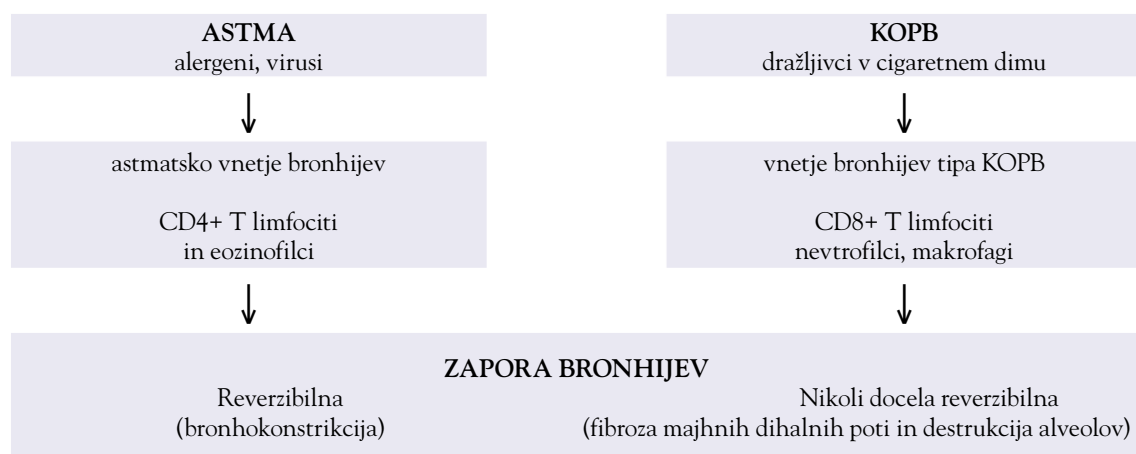 ASTMA
alergeni, virusi
KOPB
dražljivci v cigaretnem dimu
astmatsko vnetje bronhijev
CD4+ T limfociti
in eozinofilci
vnetje bronhijev tipa KOPB
CD8+ T limfociti
nevtrofilci, makrofagi
ZAPORA BRONHIJEV
Reverzibilna
(bronhokonstrikcija)
Nikoli docela reverzibilna
(fibroza majhnih dihalnih poti in destrukcija alveolov)